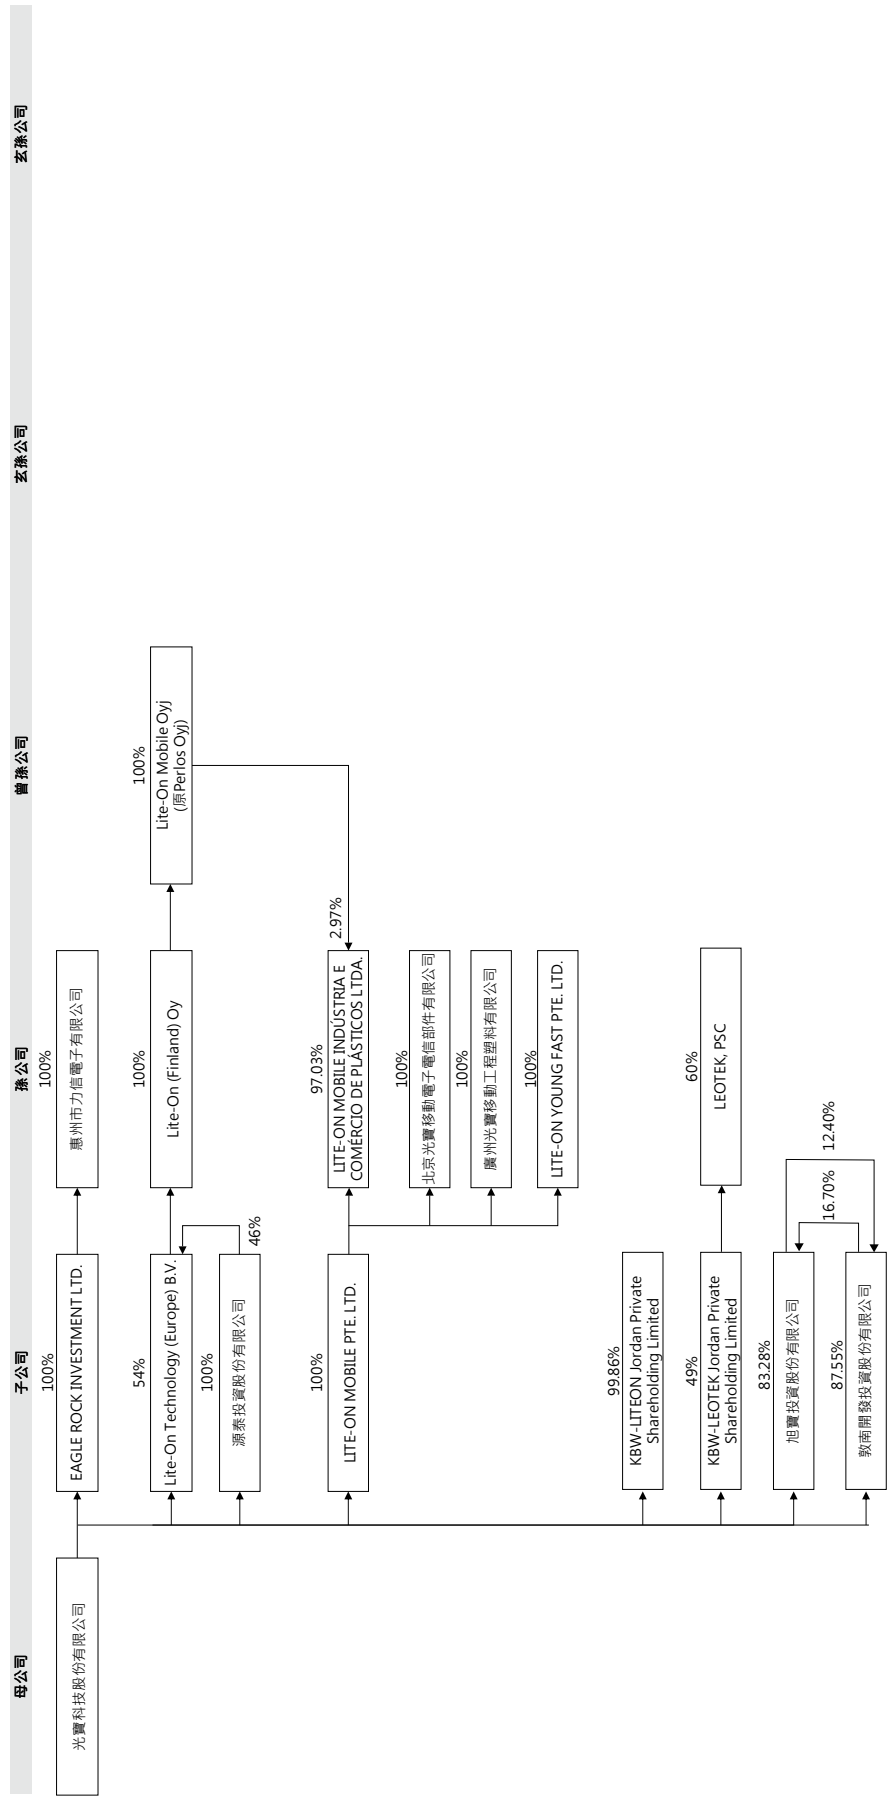 母公司
子公司
孫公司
曾孫公司
玄孫公司
玄孫公司
光寶科技股份有限公司
100%
EAGLE ROCK INVESTMENT LTD.
100%
惠州市力信電子有限公司
54%
Lite-On Technology (Europe) B.V.
100%
Lite-On (Finland) Oy
100%
Lite-On Mobile Oyj
(原Perlos Oyj)
100%
源泰投資股份有限公司
46%
100%
LITE-ON MOBILE PTE. LTD.
97.03%
2.97%
LITE-ON MOBILE INDÚSTRIA E
COMÉRCIO DE PLÁSTICOS LTDA.
100%
北京光寶移動電子電信部件有限公司
100%
廣州光寶移動工程塑料有限公司
100%
LITE-ON YOUNG FAST PTE. LTD.
99.86%
KBW-LITEON Jordan Private
Shareholding Limited
49%
KBW-LEOTEK Jordan Private
Shareholding Limited
60%
LEOTEK, PSC
83.28%
旭寶投資股份有限公司
16.70%
12.40%
87.55%
敦南開發投資股份有限公司